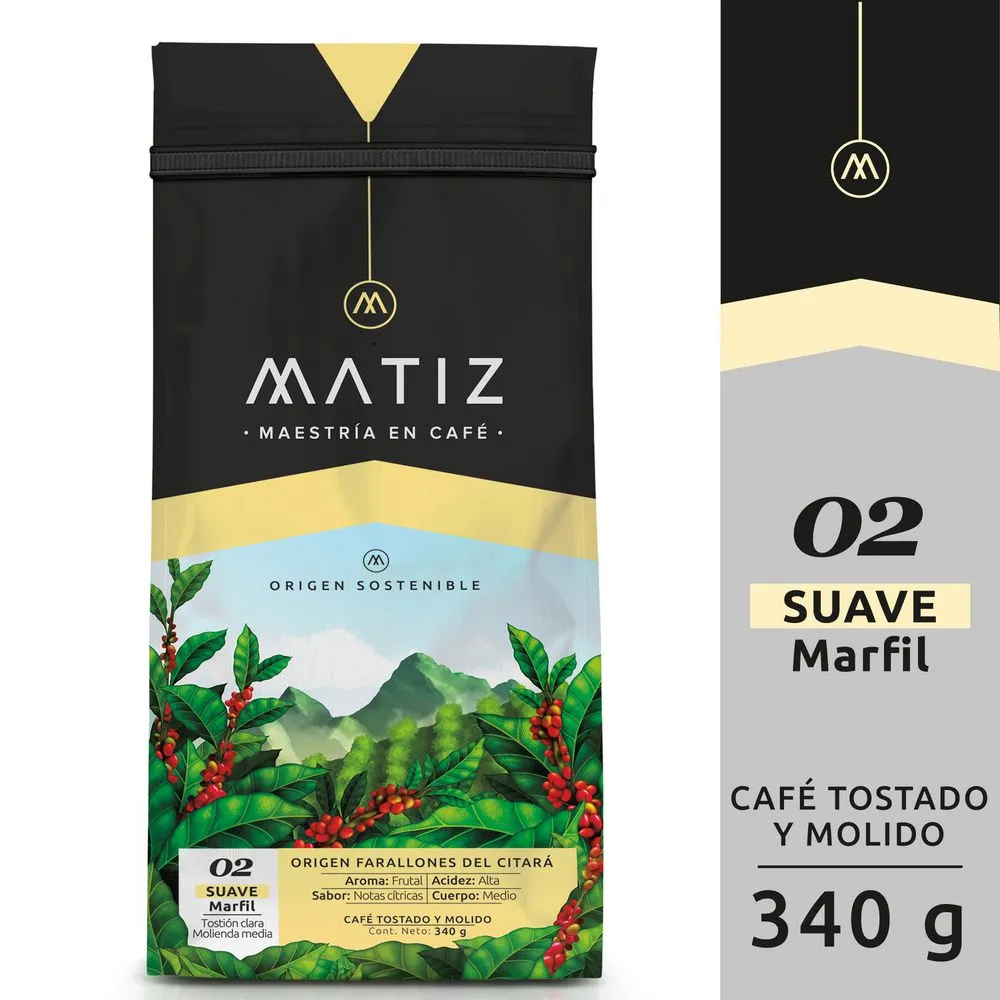 MATIZ
· MAESTRÍA EN CAFÉ ·
ORIGEN SOSTENIBLE
02
SUAVE
Marfil
Tostión clara
Molienda media
ORIGEN FARALLONES DEL CITARÁ
Aroma: Frutal | Acidez: Alta
Sabor: Notas cítricas | Cuerpo: Medio
CAFÉ TOSTADO Y MOLIDO
Cont. Neto: 340 g
02
SUAVE
Marfil
CAFÉ TOSTADO
Y MOLIDO
340 g